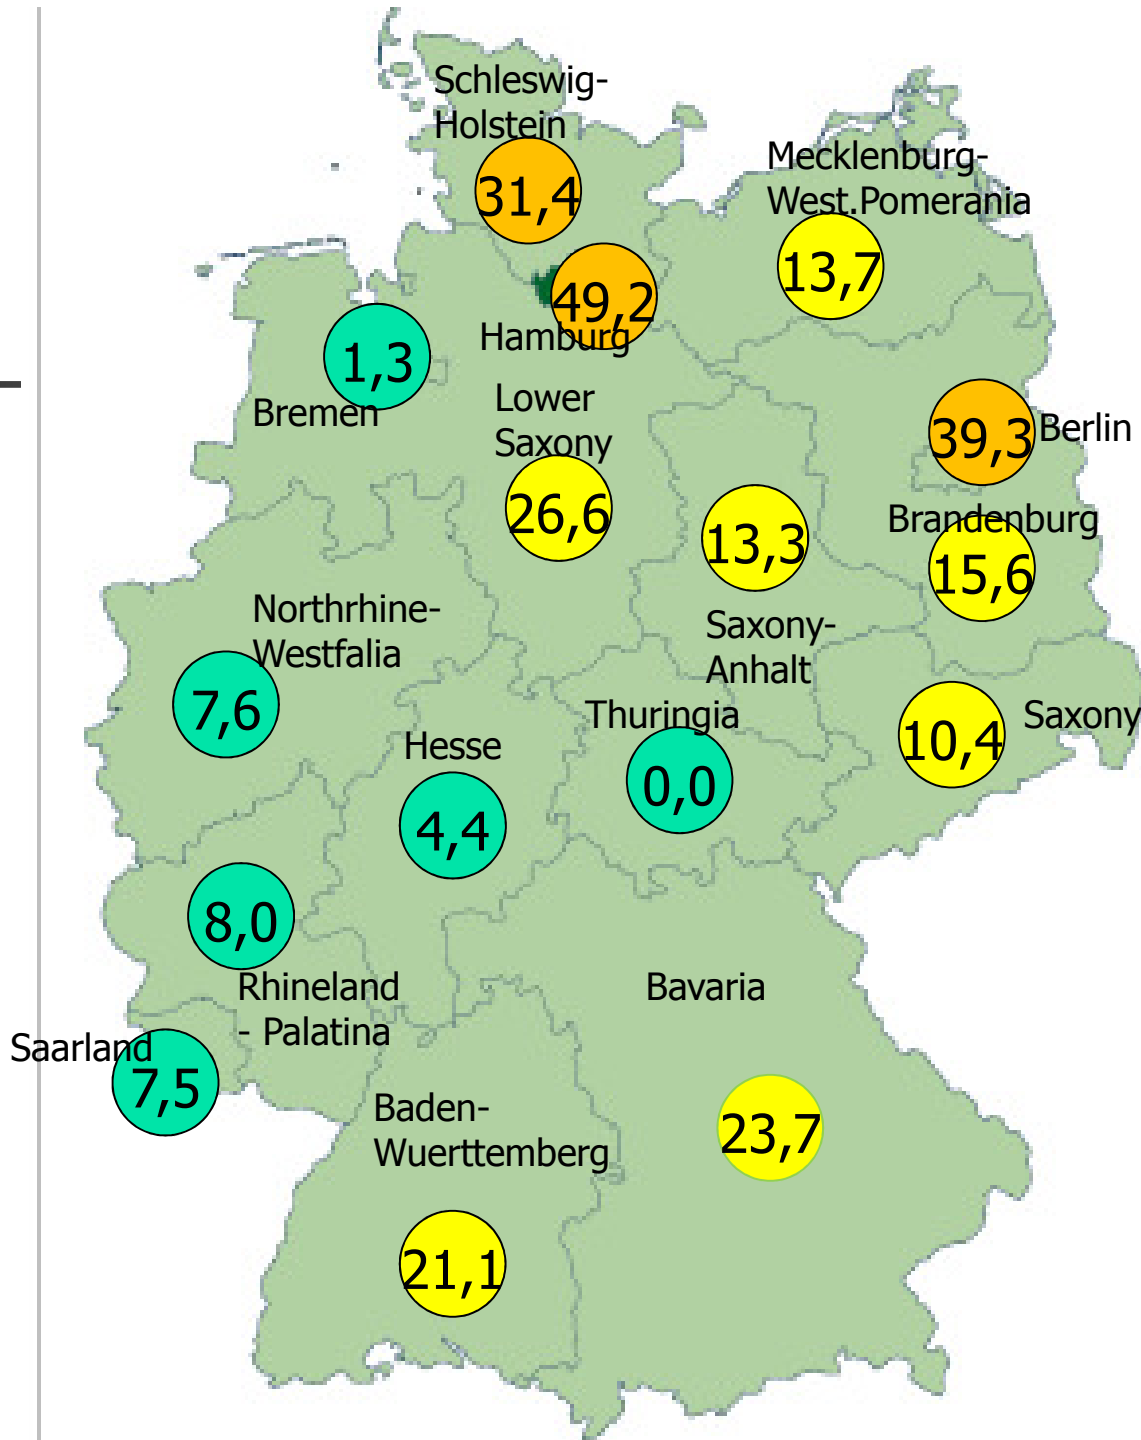 Schleswig-
Holstein
31,4
Mecklenburg-
West.Pomerania
13,7
49,2
Hamburg
1,3
Bremen
Lower
Saxony
26,6
39,3
Berlin
13,3
Brandenburg
15,6
Northrhine-
Westfalia
7,6
Saxony-
Anhalt
Thuringia
0,0
Saxony
10,4
Hesse
4,4
8,0
Rhineland
- Palatina
Bavaria
23,7
Saarland
7,5
Baden-
Wuerttemberg
21,1